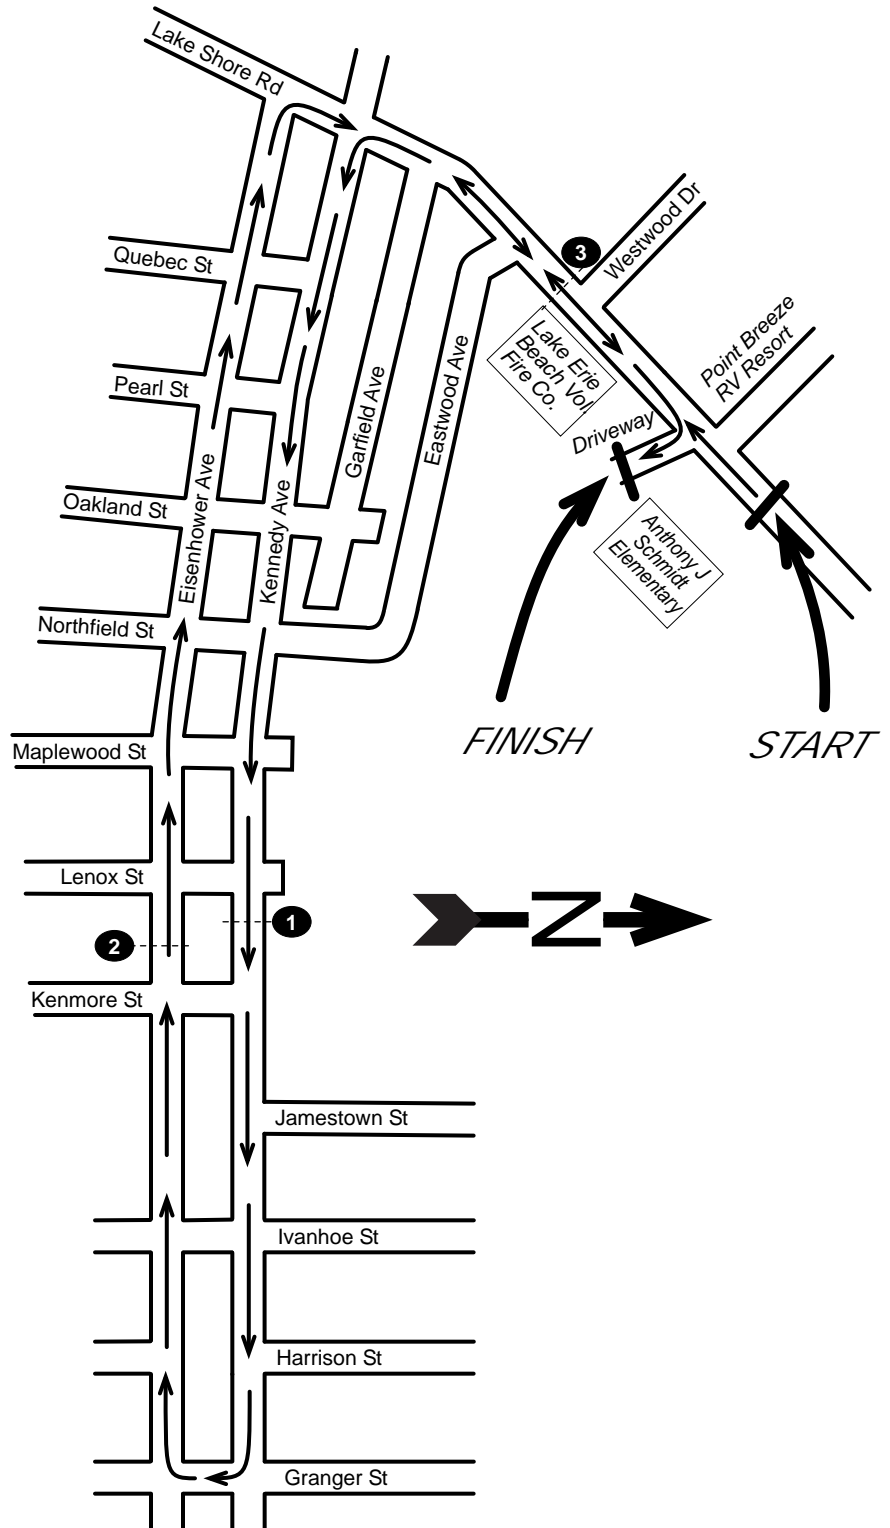 Lake Shore Rd
Westwood Dr
3
Quebec St
Point Breeze
RV Resort
Lake Erie
Beach Vol.
Fire Co.
Pearl St
Garfield Ave
Eastwood Ave
Driveway
Oakland St
Eisenhower Ave
Kennedy Ave
Anthony J
Schmidt
Elementary
Northfield St
FINISH
START
Maplewood St
Lenox St
1
2
N
Kenmore St
Jamestown St
Ivanhoe St
Harrison St
Granger St